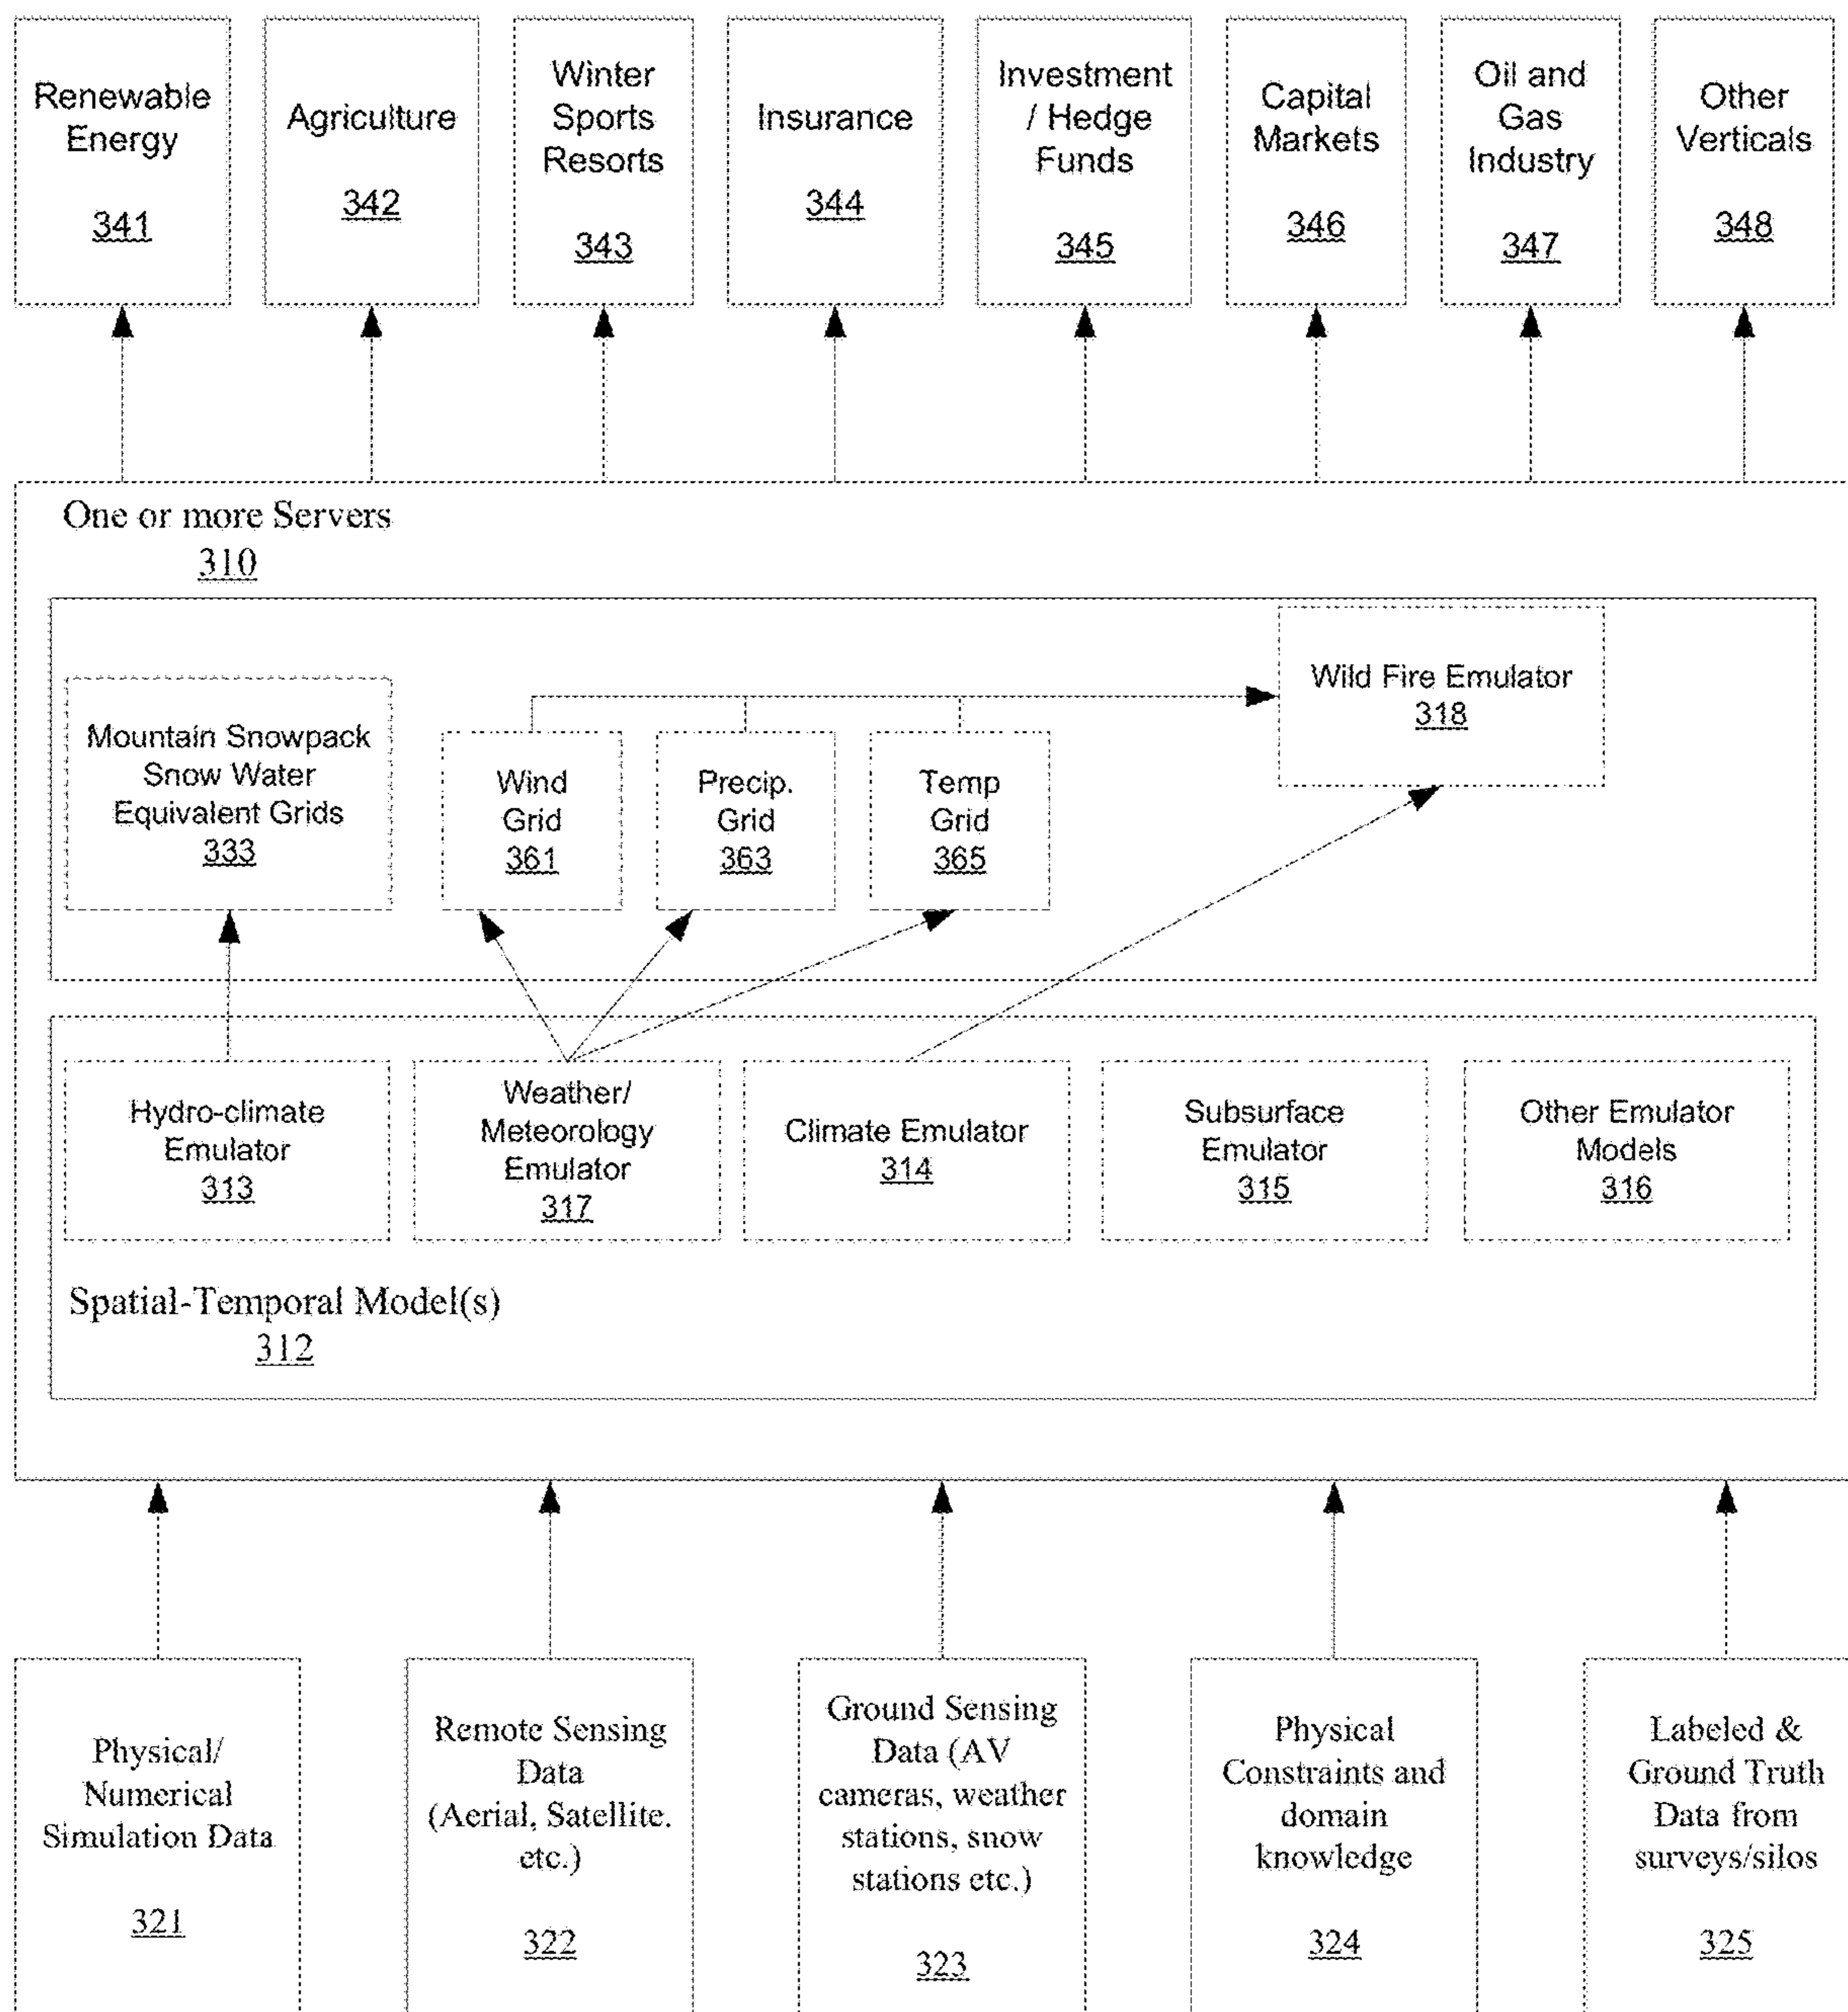 Renewable
Energy
341
Agriculture
342
Winter
Sports
Resorts
343
Insurance
344
Investment
/ Hedge
Funds
345
Capital
Markets
346
Oil and
Gas
Industry
347
Other
Verticals
348
One or more Servers
310
Mountain Snowpack
Snow Water
Equivalent Grids
333
Wind
Grid
361
Precip.
Grid
363
Temp
Grid
365
Wild Fire Emulator
318
Hydro-climate
Emulator
313
Weather/
Meteorology
Emulator
317
Climate Emulator
314
Subsurface
Emulator
315
Other Emulator
Models
316
Spatial-Temporal Model(s)
312
Physical/
Numerical
Simulation Data
321
Remote Sensing
Data
(Aerial, Satellite.
etc.)
322
Ground Sensing
Data (AV
cameras, weather
stations, snow
stations etc.)
323
Physical
Constraints and
domain
knowledge
324
Labeled &
Ground Truth
Data from
surveys/silos
325